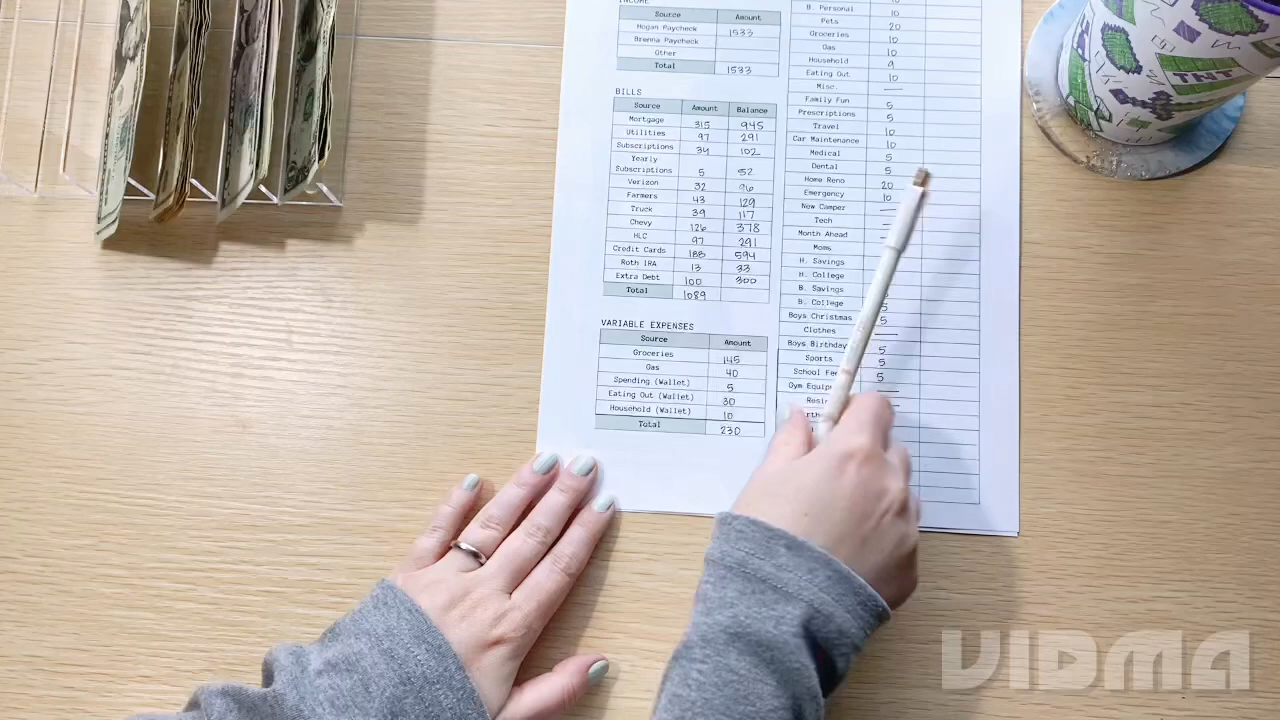 INCOME
Source Amount
Hogan Paycheck 1533
Brenna Paycheck
Other
Total 1533
BILLS
Source Amount Balance
Mortgage 315 945
Utilities 97 291
Subscriptions 34 102
Yearly Subscriptions 5 52
Verizon 32 96
Farmers 43 129
Truck 39 117
Chevy 126 378
HLC 97 291
Credit Cards 188 594
Roth IRA 13 33
Extra Debt 100 300
Total 1089
VARIABLE EXPENSES
Source Amount
Groceries 145
Gas 40
Spending (Wallet) 5
Eating Out (Wallet) 30
Household (Wallet) 10
Total 230
B. Personal 10
Pets 20
Groceries 10
Gas 10
Household 9
Eating Out 10
Misc. —
Family Fun 5
Prescriptions 5
Travel 10
Car Maintenance 10
Medical 5
Dental 5
Home Reno 20
Emergency 10
New Camper —
Tech —
Month Ahead
Moms
H. Savings
H. College
B. Savings
B. College 5
Boys Christmas 5
Clothes —
Boys Birthday 5
Sports 5
School 5
Gym —
TNT
VIDMA